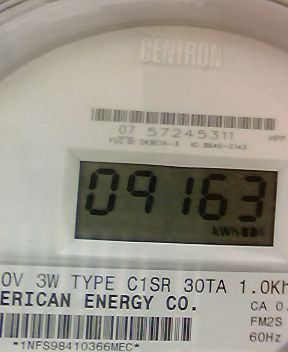 CENTRON®
07 57245311
09163
kWh
0V 3W TYPE C1SR 30TA 1.0Kh
ERICAN ENERGY CO.
CA 0.
FM2S
60Hz
*1NFS98410366MEC*